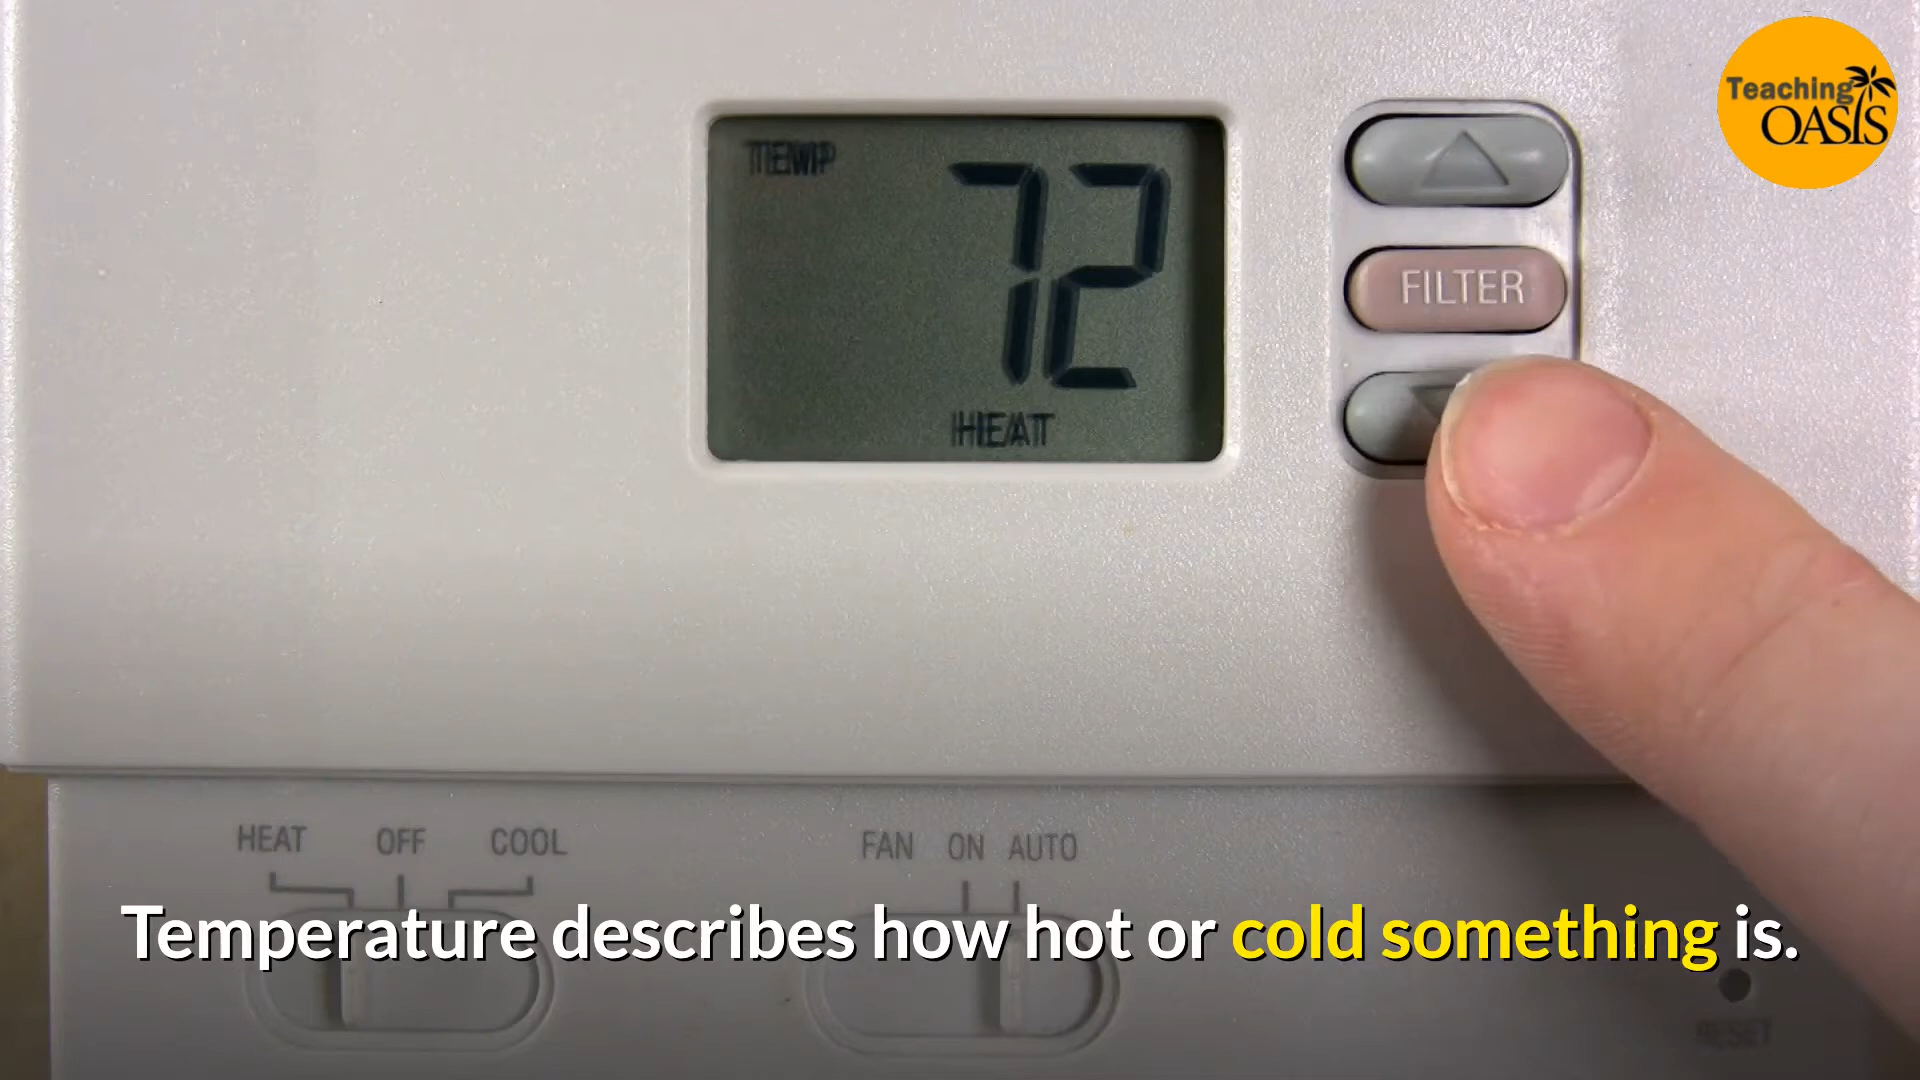 Teaching
OASIS
TEMP
72
HEAT
FILTER
HEAT OFF COOL
FAN ON AUTO
Temperature describes how hot or cold something is.
RESET